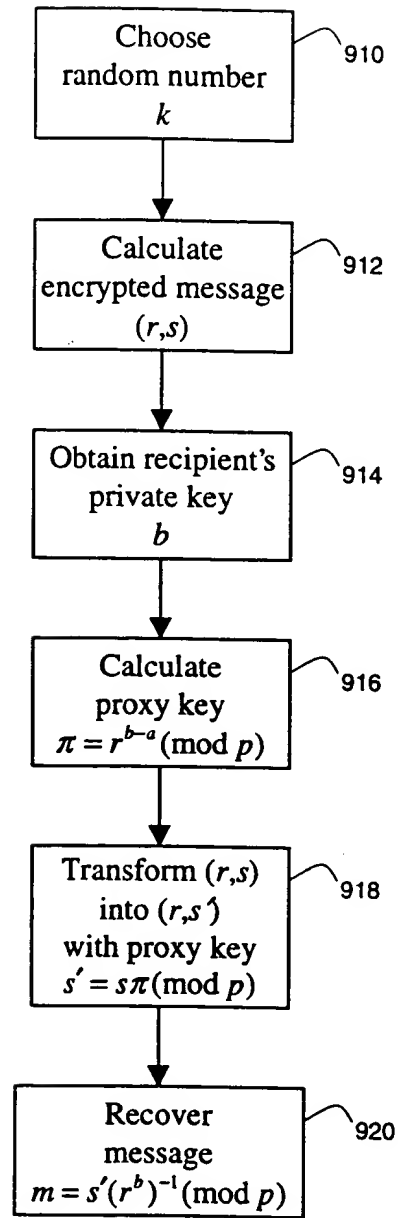 Choose
random number
k
910
Calculate
encrypted message
(r,s)
912
Obtain recipient's
private key
b
914
Calculate
proxy key
π = r^{b−a} (mod p)
916
Transform (r,s)
into (r,s′)
with proxy key
s′ = sπ (mod p)
918
Recover
message
m = s′(r^b)^{−1} (mod p)
920